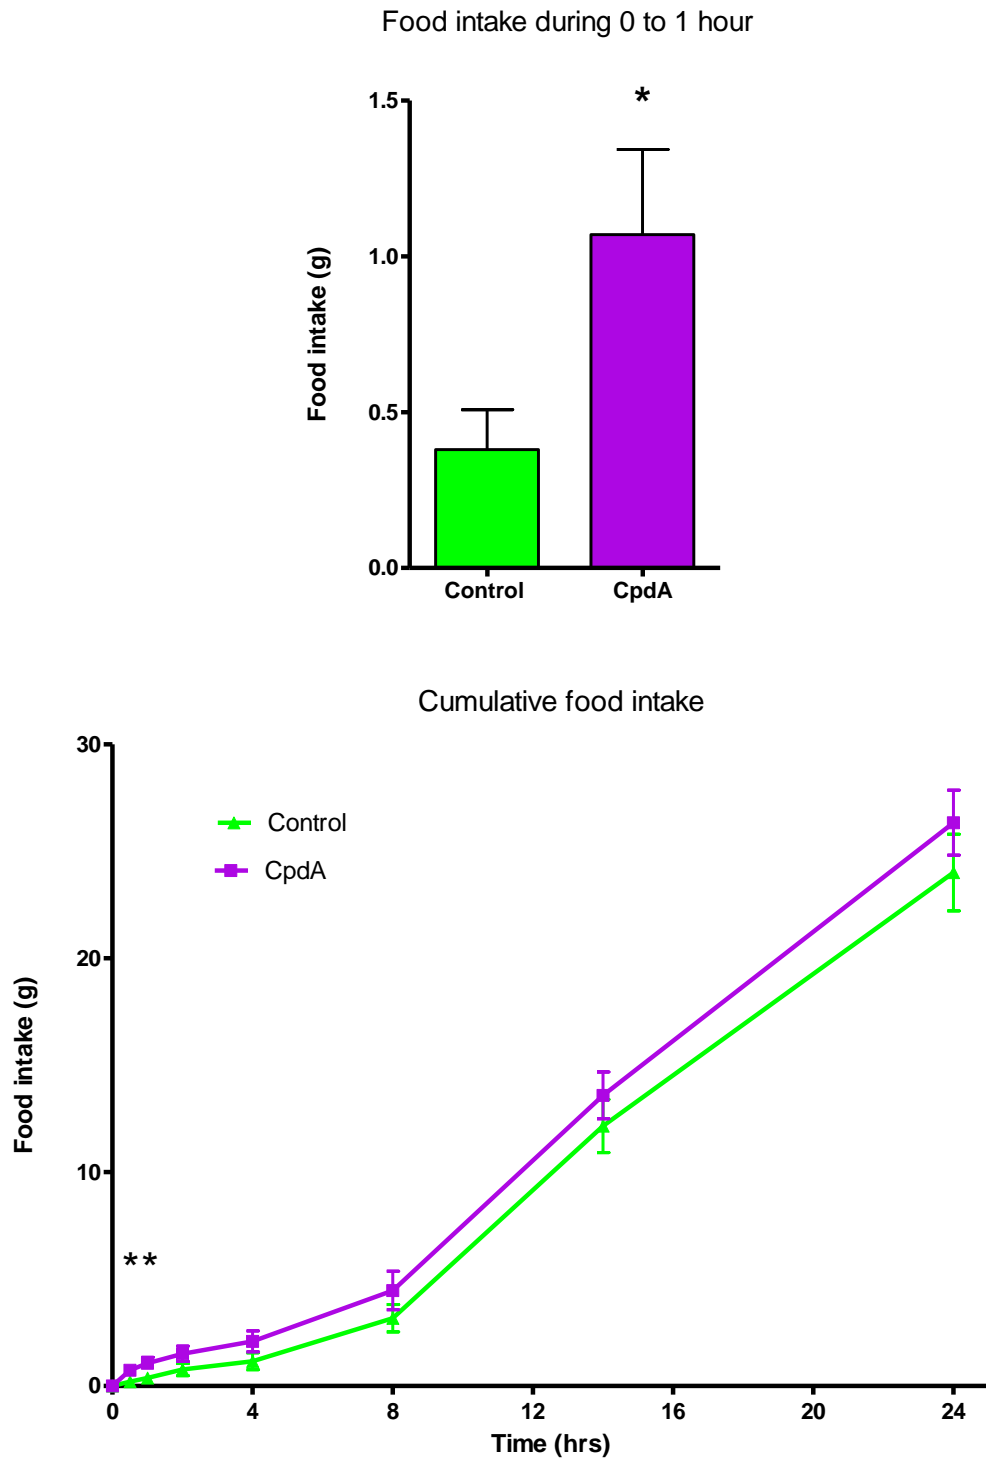 Food intake during 0 to 1 hour
1.5
*
1.0
0.5
0.0
Food intake (g)
Control
CpdA
Cumulative food intake
30
Control
CpdA
20
10
**
0
Food intake (g)
0
4
8
12
16
20
24
Time (hrs)